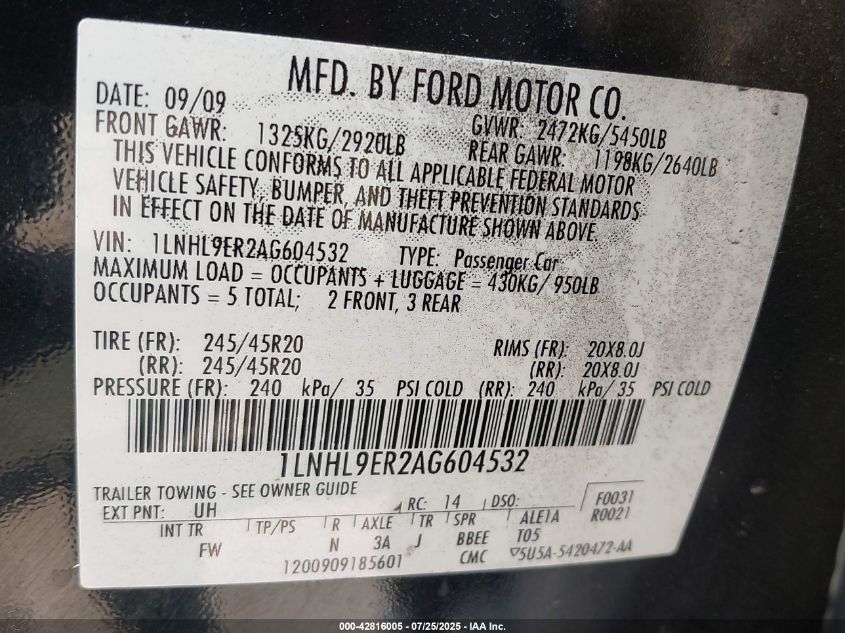 MFD. BY FORD MOTOR CO.
DATE: 09/09 GVWR: 2472KG/5450LB
FRONT GAWR: 1325KG/2920LB REAR GAWR: 1198KG/2640LB
THIS VEHICLE CONFORMS TO ALL APPLICABLE FEDERAL MOTOR
VEHICLE SAFETY, BUMPER, AND THEFT PREVENTION STANDARDS
IN EFFECT ON THE DATE OF MANUFACTURE SHOWN ABOVE.
VIN: 1LNHL9ER2AG604532 TYPE: Passenger Car
MAXIMUM LOAD = OCCUPANTS + LUGGAGE = 430KG/ 950LB
OCCUPANTS = 5 TOTAL; 2 FRONT, 3 REAR
TIRE (FR): 245/45R20 RIMS (FR): 20X8.0J
(RR): 245/45R20 (RR): 20X8.0J
PRESSURE (FR): 240 kPa/ 35 PSI COLD (RR): 240 kPa/ 35 PSI COLD
1LNHL9ER2AG604532
TRAILER TOWING - SEE OWNER GUIDE
EXT PNT: UH RC: 14 DSO: F0031
INT TR TP/PS R AXLE TR SPR ALE1A R0021
FW N 3A J BBEE T05
1200909185601 CMC 5U5A-5420472-AA
000-42816005 - 07/25/2025 - IAA Inc.